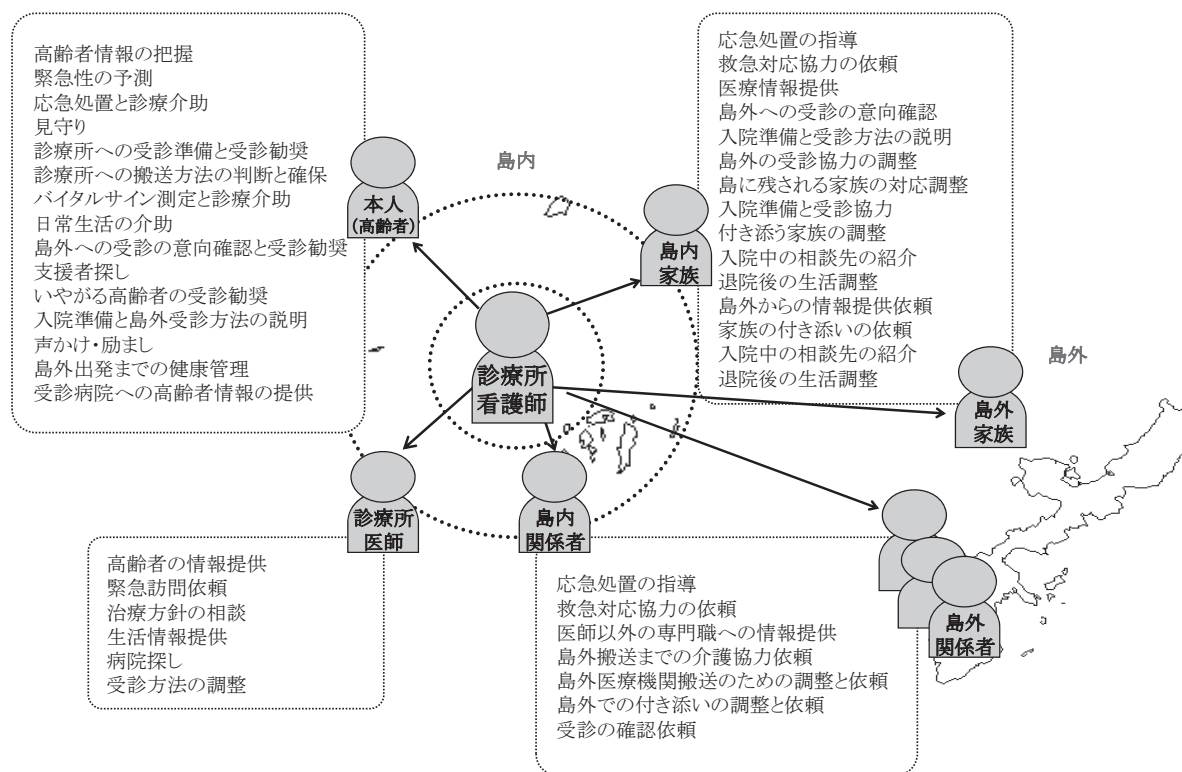 高齢者情報の把握
緊急性の予測
応急処置と診療介助
見守り
診療所への受診準備と受診勧奨
診療所への搬送方法の判断と確保
バイタルサイン測定と診療介助
日常生活の介助
島外への受診の意向確認と受診勧奨
支援者探し
いやがる高齢者の受診勧奨
入院準備と島外受診方法の説明
声かけ・励まし
島外出発までの健康管理
受診病院への高齢者情報の提供
本人
(高齢者)
島内
島内
家族
応急処置の指導
救急対応協力の依頼
医療情報提供
島外への受診の意向確認
入院準備と受診方法の説明
島外の受診協力の調整
島に残される家族の対応調整
入院準備と受診協力
付き添う家族の調整
入院中の相談先の紹介
退院後の生活調整
島外からの情報提供依頼
家族の付き添いの依頼
入院中の相談先の紹介
退院後の生活調整
島外
診療所
看護師
島外
家族
診療所
医師
島内
関係者
島外
関係者
高齢者の情報提供
緊急訪問依頼
治療方針の相談
生活情報提供
病院探し
受診方法の調整
応急処置の指導
救急対応協力の依頼
医師以外の専門職への情報提供
島外搬送までの介護協力依頼
島外医療機関搬送のための調整と依頼
島外での付き添いの調整と依頼
受診の確認依頼